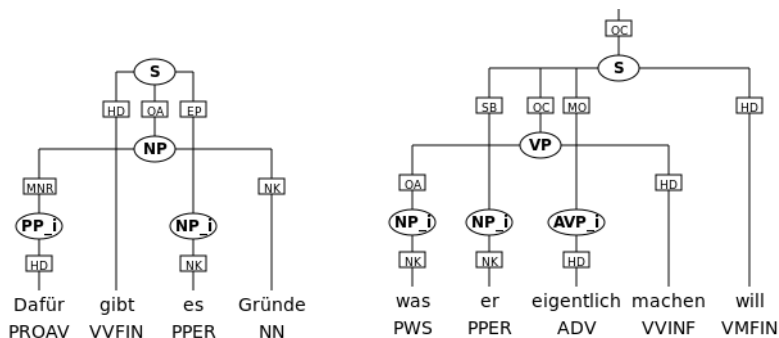 S
HD OA EP
NP
MNR NK
PP_i NP_i
HD NK
Dafür gibt es Gründe
PROAV VVFIN PPER NN
OC
S
SB OC MO HD
VP
OA HD
NP_i NP_i AVP_i
NK NK HD
was er eigentlich machen will
PWS PPER ADV VVINF VMFIN